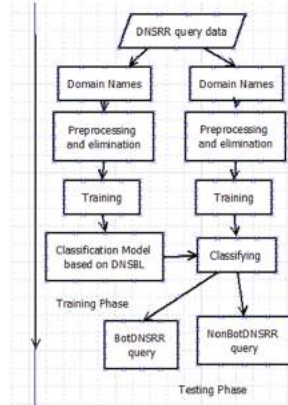 DNSRR query data
Domain Names
Domain Names
Preprocessing
and elimination
Preprocessing
and elimination
Training
Training
Classification Model
based on DNSBL
Classifying
Training Phase
BotDNSRR
query
NonBotDNSRR
query
Testing Phase